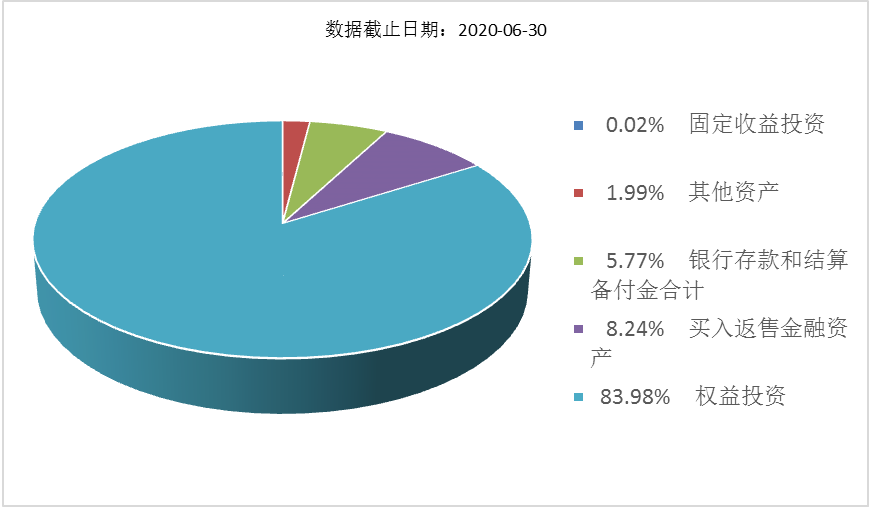 数据截止日期：2020-06-30
0.02% 固定收益投资
1.99% 其他资产
5.77% 银行存款和结算
备付金合计
8.24% 买入返售金融资
产
83.98% 权益投资